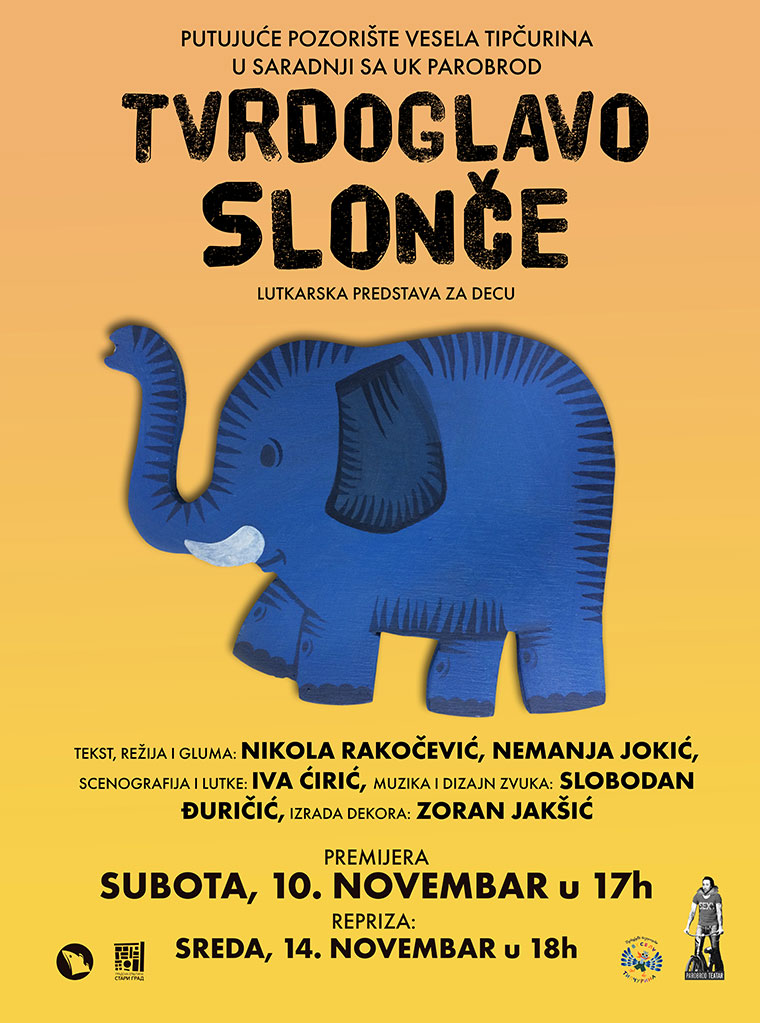 PUTUJUĆE POZORIŠTE VESELA TIPČURINA
U SARADNJI SA UK PAROBROD
TVRDOGLAVO
SLONČE
LUTKARSKA PREDSTAVA ZA DECU
TEKST, REŽIJA I GLUMA: NIKOLA RAKOČEVIĆ, NEMANJA JOKIĆ,
SCENOGRAFIJA I LUTKE: IVA ĆIRIĆ, MUZIKA I DIZAJN ZVUKA: SLOBODAN
ĐURIČIĆ, IZRADA DEKORA: ZORAN JAKŠIĆ
PREMIJERA
SUBOTA, 10. NOVEMBAR u 17h
REPRIZA:
SREDA, 14. NOVEMBAR u 18h
СТАРИ ГРАД
PAROBROD TEATAR